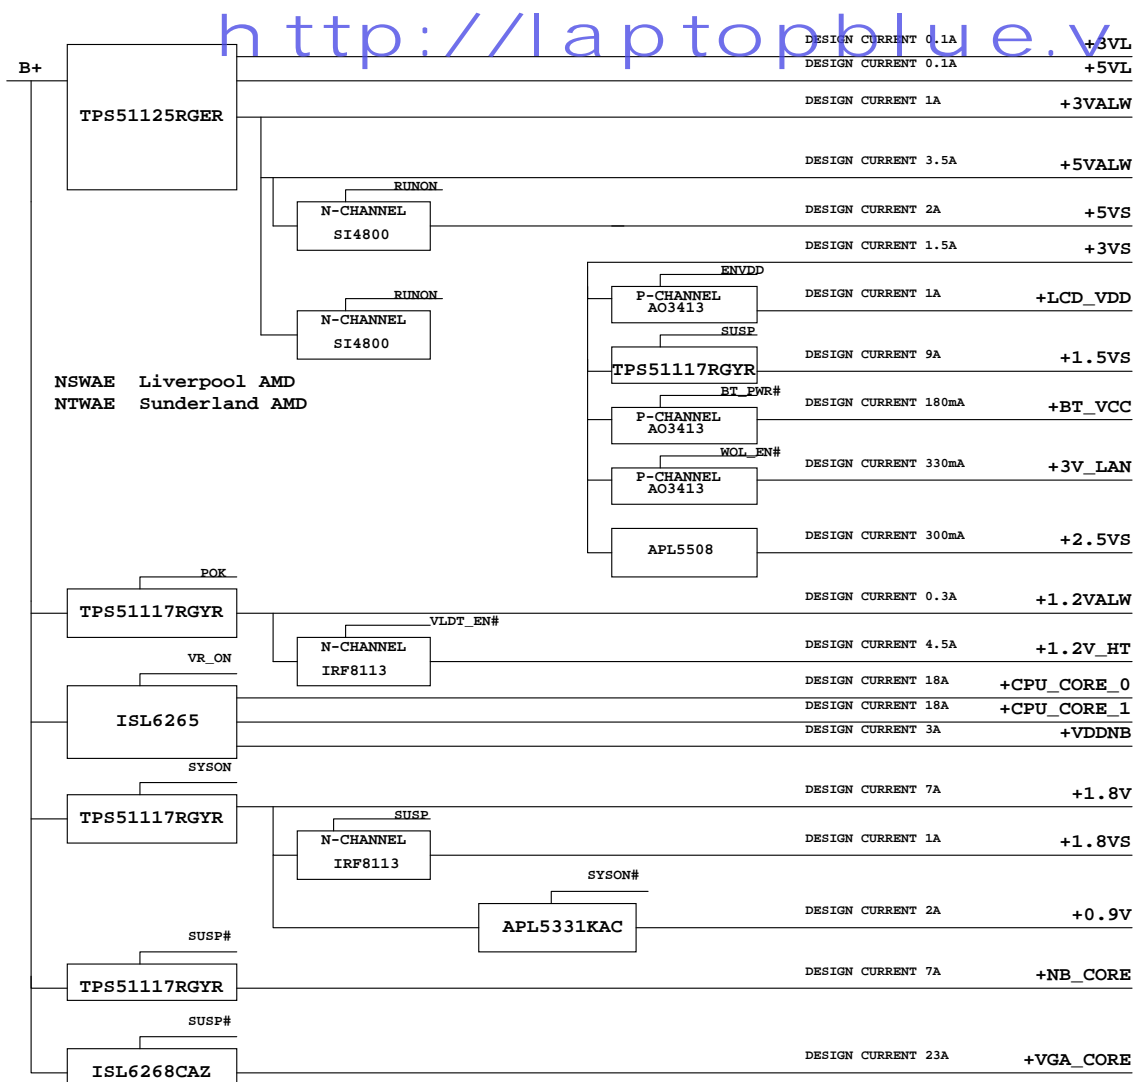 http://laptopblue.v
DESIGN CURRENT 0.1A +3VL
B+ DESIGN CURRENT 0.1A +5VL
TPS51125RGER DESIGN CURRENT 1A +3VALW
DESIGN CURRENT 3.5A +5VALW
RUNON
N-CHANNEL
SI4800
DESIGN CURRENT 2A +5VS
DESIGN CURRENT 1.5A +3VS
ENVDD
P-CHANNEL
AO3413
DESIGN CURRENT 1A +LCD_VDD
RUNON
N-CHANNEL
SI4800
SUSP
TPS51117RGYR
DESIGN CURRENT 9A +1.5VS
NSWAE Liverpool AMD
NTWAE Sunderland AMD
BT_PWR#
P-CHANNEL
AO3413
DESIGN CURRENT 180mA +BT_VCC
WOL_EN#
P-CHANNEL
AO3413
DESIGN CURRENT 330mA +3V_LAN
APL5508
DESIGN CURRENT 300mA +2.5VS
POK
TPS51117RGYR
DESIGN CURRENT 0.3A +1.2VALW
VLDT_EN#
N-CHANNEL
IRF8113
DESIGN CURRENT 4.5A +1.2V_HT
VR_ON
ISL6265
DESIGN CURRENT 18A +CPU_CORE_0
DESIGN CURRENT 18A +CPU_CORE_1
DESIGN CURRENT 3A +VDDNB
SYSON
TPS51117RGYR
DESIGN CURRENT 7A +1.8V
SUSP
N-CHANNEL
IRF8113
DESIGN CURRENT 1A +1.8VS
SYSON#
APL5331KAC
DESIGN CURRENT 2A +0.9V
SUSP#
TPS51117RGYR
DESIGN CURRENT 7A +NB_CORE
SUSP#
ISL6268CAZ
DESIGN CURRENT 23A +VGA_CORE